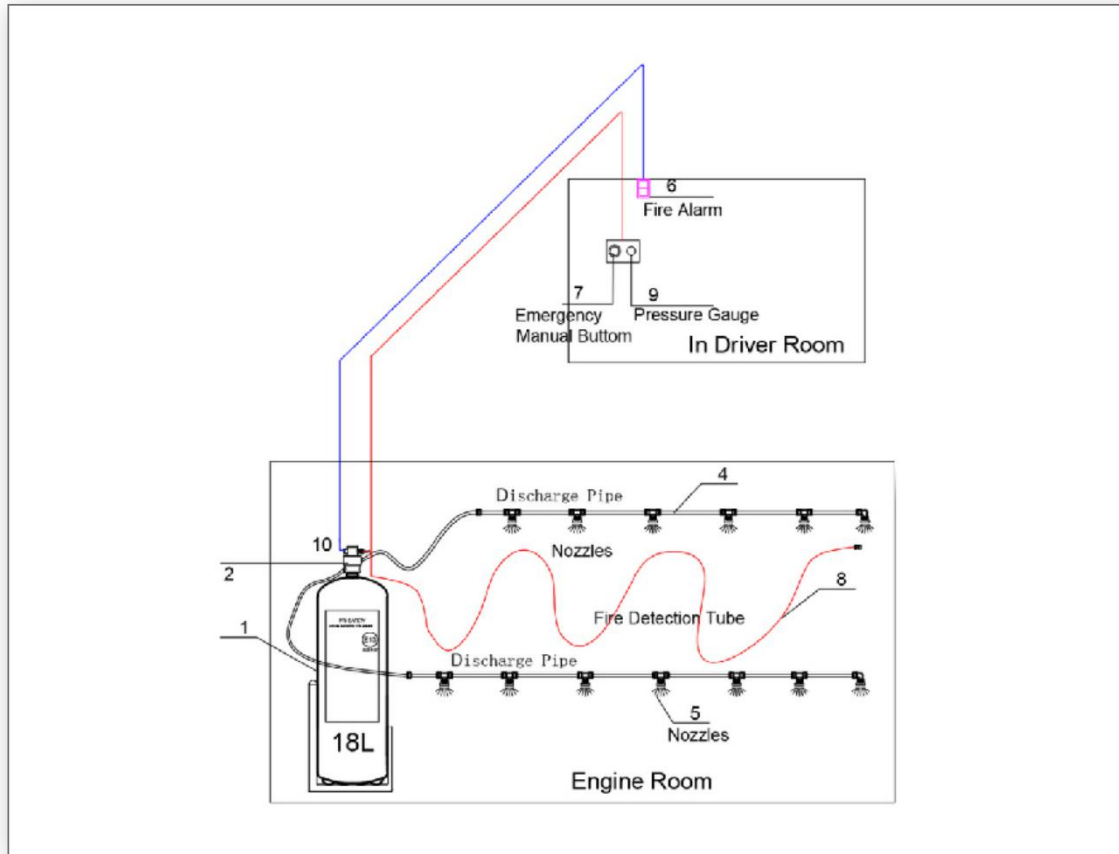 6
Fire Alarm
7
9
Emergency
Manual Buttom
Pressure Gauge
In Driver Room
4
Discharge Pipe
10
Nozzles
2
8
Fire Detection Tube
1
Discharge Pipe
5
Nozzles
18L
Engine Room